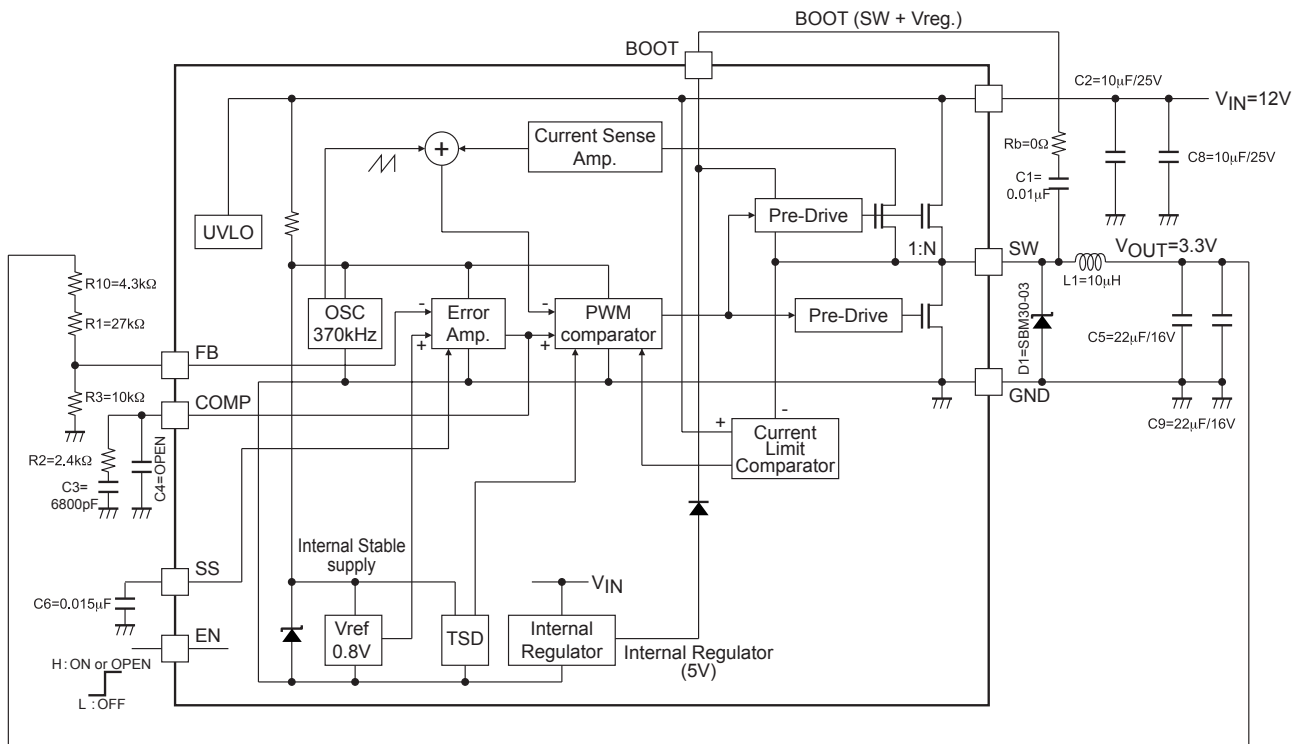 BOOT (SW + Vreg.)
BOOT
C2=10μF/25V
VIN=12V
Rb=0Ω
C8=10μF/25V
C1=
0.01μF
Current Sense
Amp.
+
UVLO
Pre-Drive
1:N
SW
VOUT=3.3V
L1=10μH
R10=4.3kΩ
R1=27kΩ
OSC
370kHz
-
Error
Amp.
+
-
PWM
comparator
+
Pre-Drive
D1=SBM30-03
C5=22μF/16V
FB
R3=10kΩ
GND
COMP
C9=22μF/16V
R2=2.4kΩ
C3=
6800pF
C4=OPEN
+
-
Current
Limit
Comparator
SS
Internal Stable
supply
VIN
C6=0.015μF
EN
Vref
0.8V
TSD
Internal
Regulator
Internal Regulator
(5V)
H : ON or OPEN
L : OFF